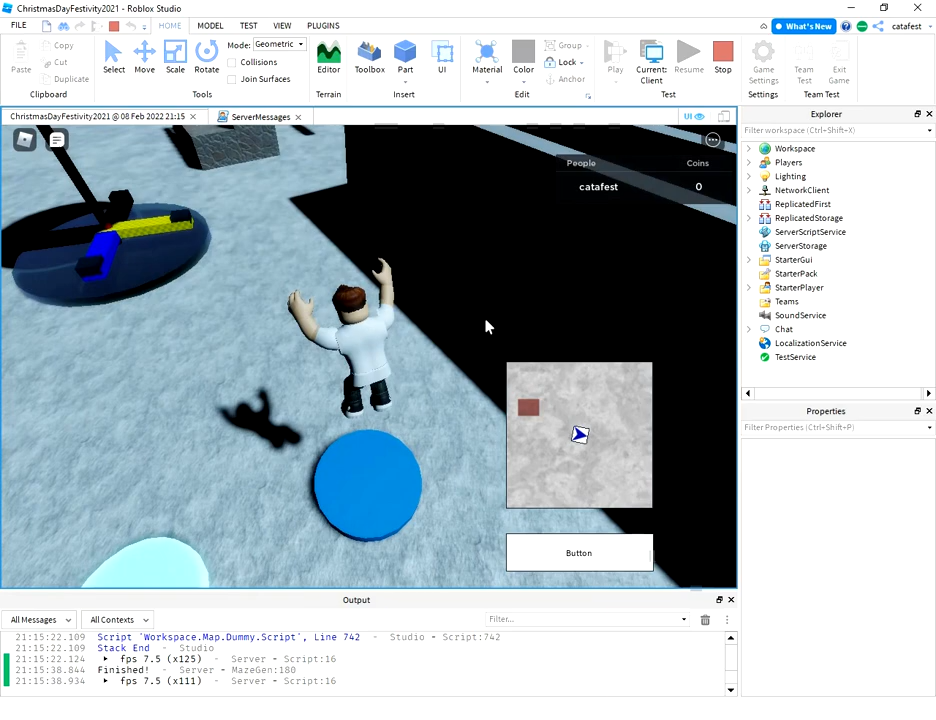 ChristmasDayFestivity2021 - Roblox Studio
FILE HOME MODEL TEST VIEW PLUGINS What's New catafest
Paste Copy Cut Duplicate
Clipboard
Select Move Scale Rotate
Mode: Geometric
Collisions
Join Surfaces
Tools
Editor
Terrain
Toolbox Part UI
Insert
Material Color Group Lock Anchor
Edit
Play Current: Client Resume Stop
Test
Game Settings
Settings
Team Test Exit Game
Team Test
ChristmasDayFestivity2021 @ 08 Feb 2022 21:15 ServerMessages UI
People Coins
catafest 0
Button
Explorer
Filter workspace (Ctrl+Shift+X)
Workspace
Players
Lighting
NetworkClient
ReplicatedFirst
ReplicatedStorage
ServerScriptService
ServerStorage
StarterGui
StarterPack
StarterPlayer
Teams
SoundService
Chat
LocalizationService
TestService
Properties
Filter Properties (Ctrl+Shift+P)
Output
All Messages All Contexts Filter...
21:15:22.109 Script 'Workspace.Map.Dummy.Script', Line 742 - Studio - Script:742
21:15:22.109 Stack End - Studio
21:15:22.124 fps 7.5 (x125) - Server - Script:16
21:15:38.844 Finished! - Server - MazeGen:180
21:15:38.934 fps 7.5 (x111) - Server - Script:16